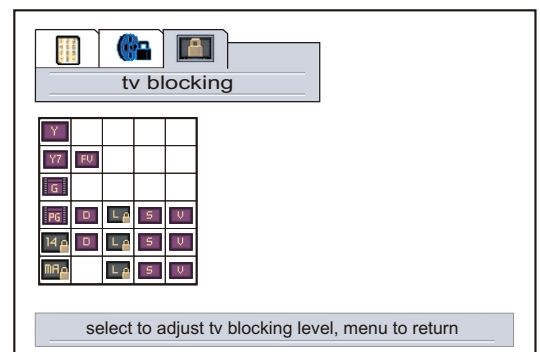 tv blocking
Y
Y7 FV
G
PG D L S V
14 D L S V
MA L S V
select to adjust tv blocking level, menu to return